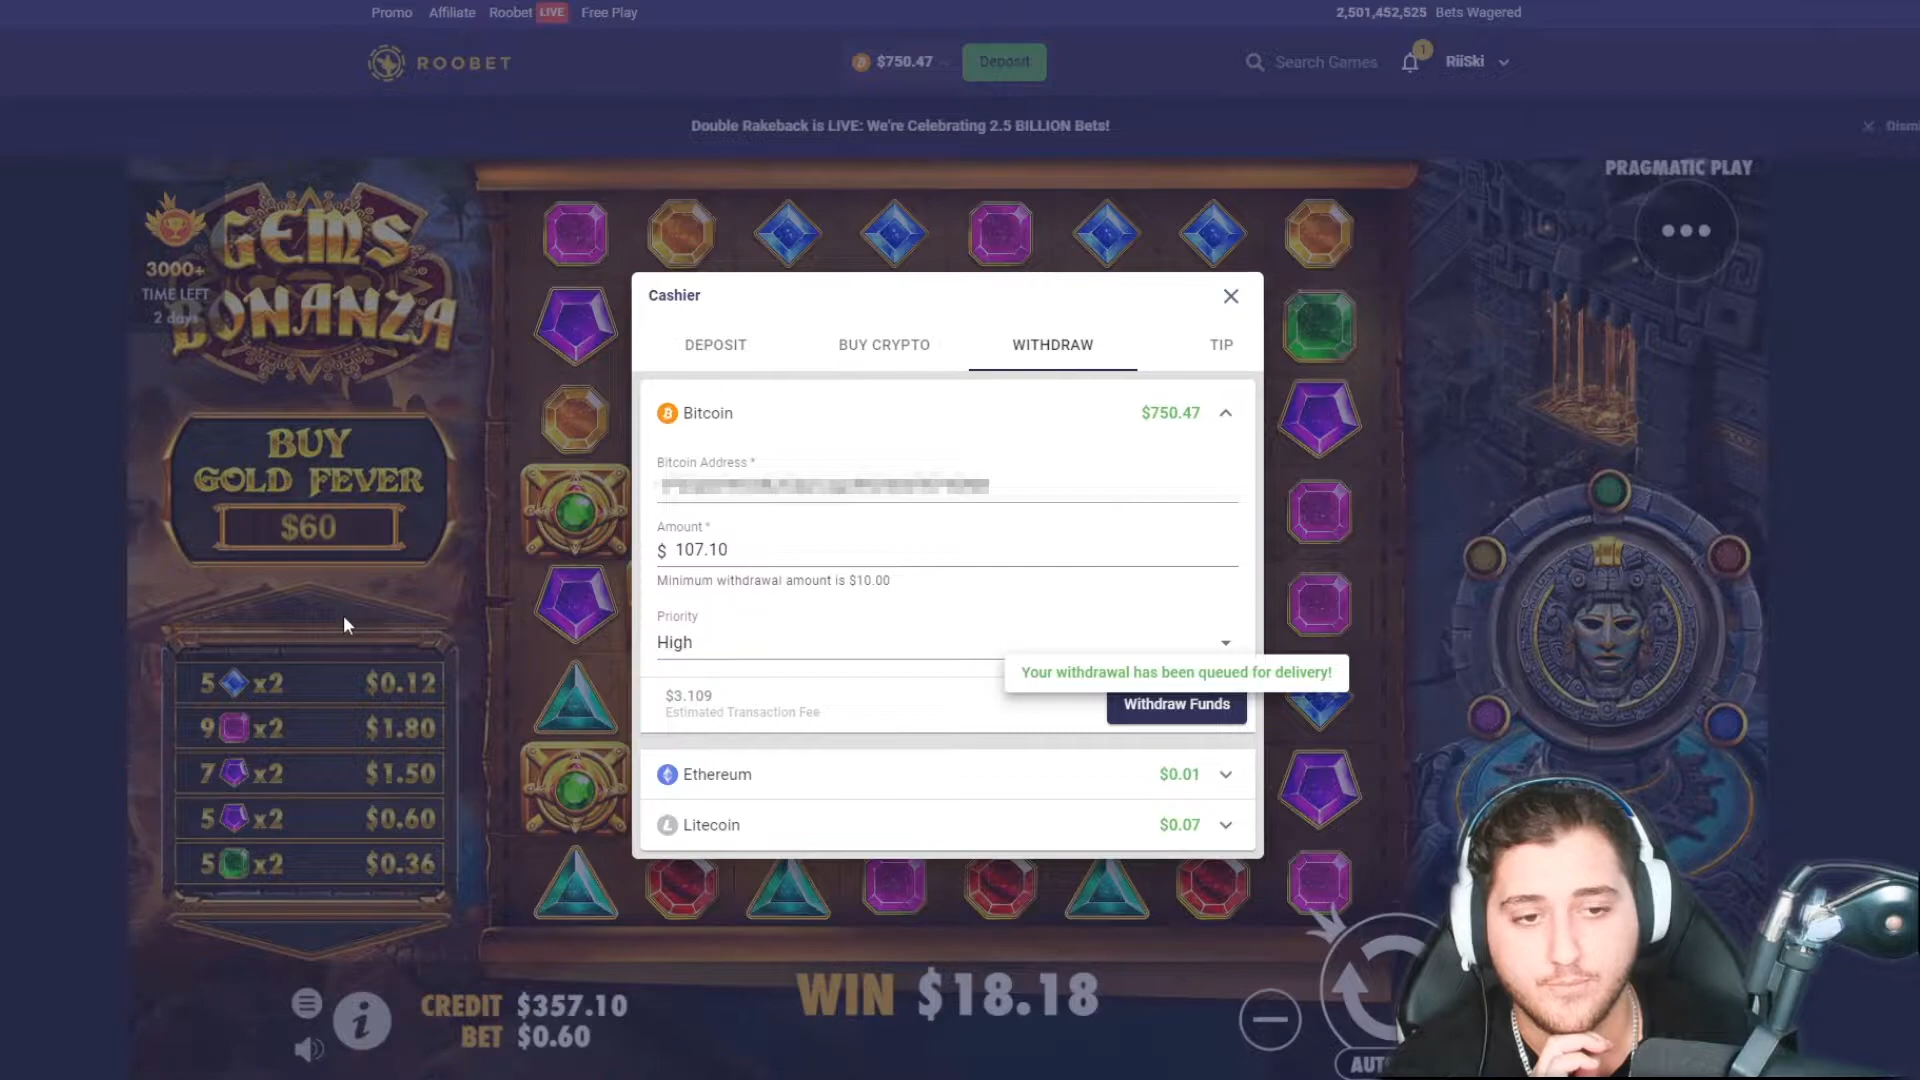 Promo Affiliate Roobet LIVE Free Play
2,501,452,525 Bets Wagered
ROOBET
$750.47
Deposit
Search Games
1
RiiSki
Double Rakeback is LIVE: We're Celebrating 2.5 BILLION Bets!
PRAGMATIC PLAY
GEMS
BONANZA
3000+
TIME LEFT
2 days
BUY
GOLD FEVER
$60
5 x2 $0.12
9 x2 $1.80
7 x2 $1.50
5 x2 $0.60
5 x2 $0.36
Cashier
DEPOSIT BUY CRYPTO WITHDRAW TIP
Bitcoin $750.47
Bitcoin Address *
Amount *
$ 107.10
Minimum withdrawal amount is $10.00
Priority
High
Your withdrawal has been queued for delivery!
$3.109
Estimated Transaction Fee
Withdraw Funds
Ethereum $0.01
Litecoin $0.07
CREDIT $357.10
BET $0.60
WIN $18.18